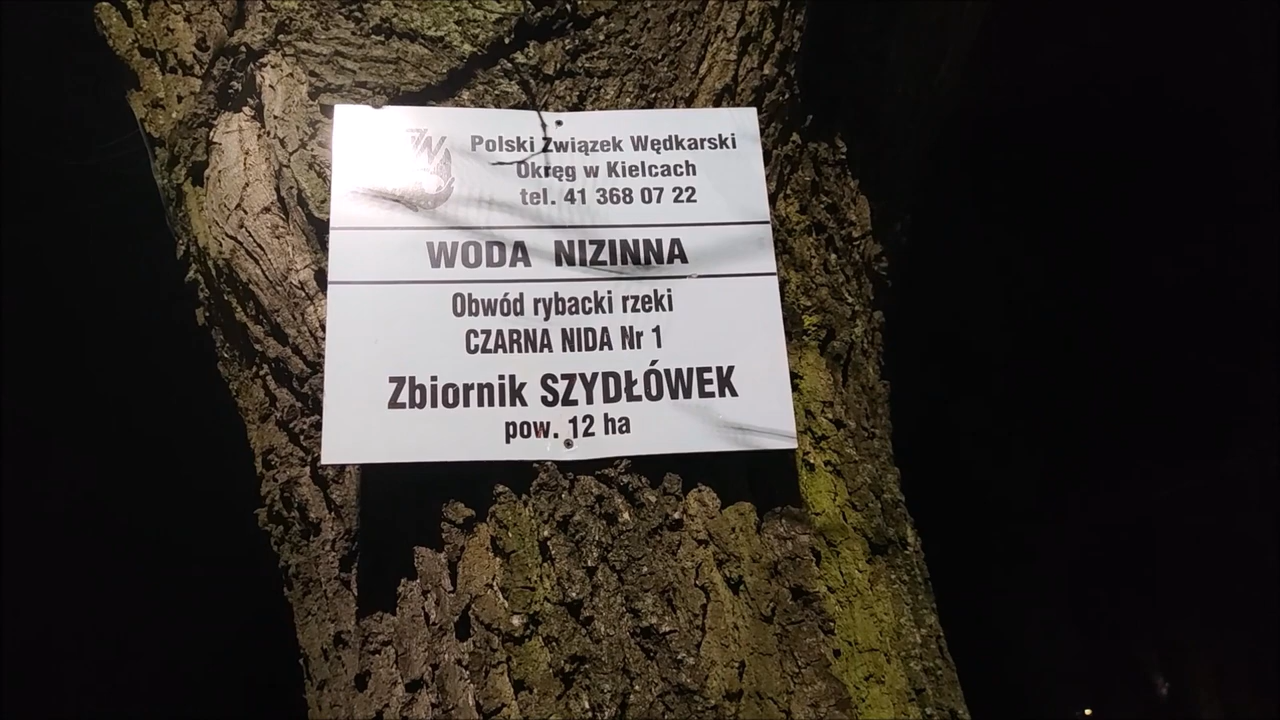 Polski Związek Wędkarski
Okręg w Kielcach
tel. 41 368 07 22
WODA NIZINNA
Obwód rybacki rzeki
CZARNA NIDA Nr 1
Zbiornik SZYDŁÓWEK
pow. 12 ha